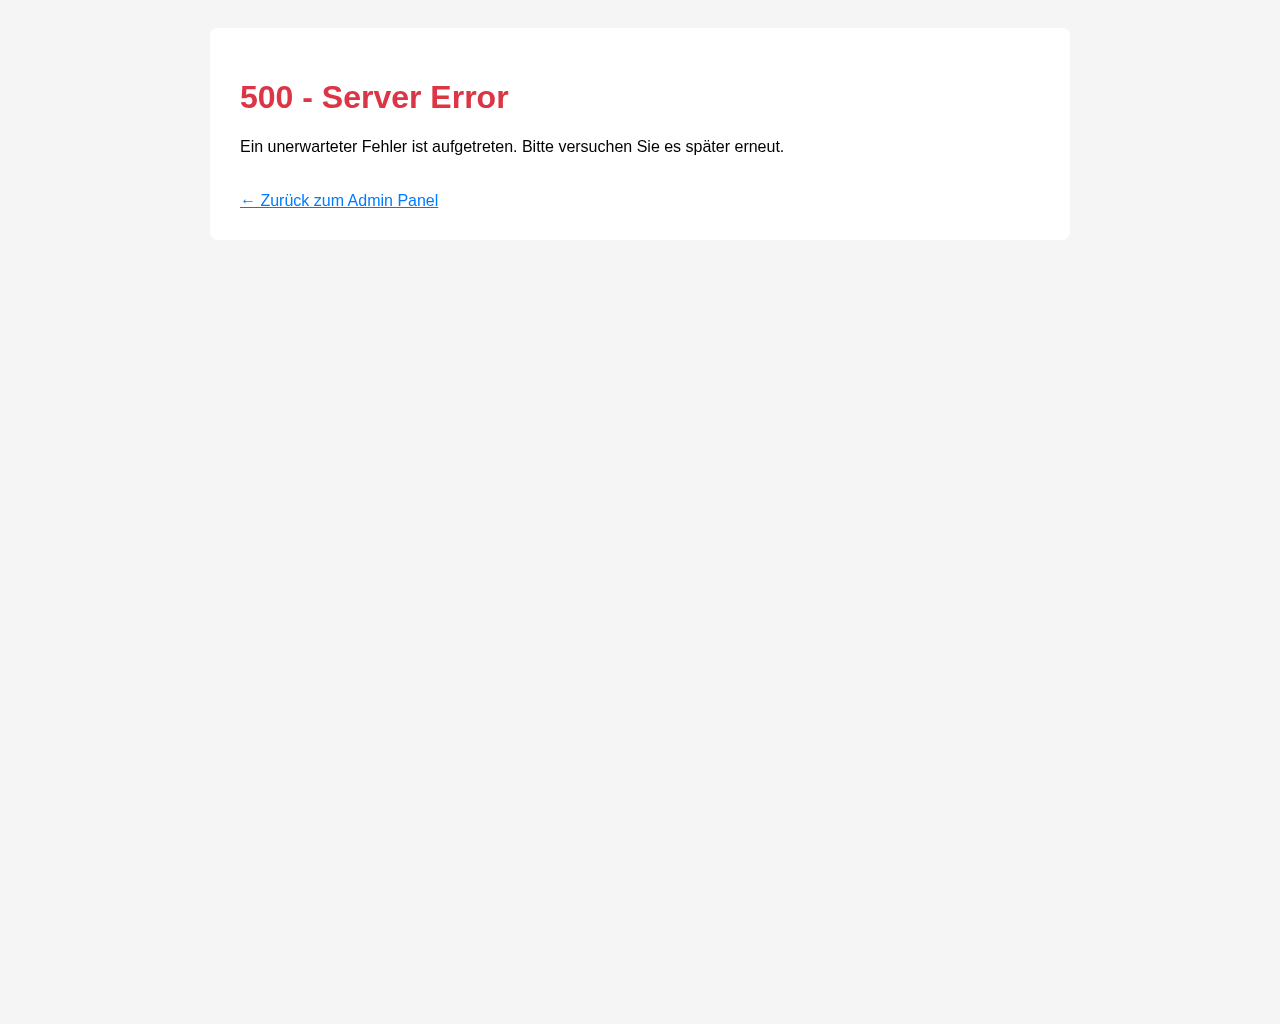 500 - Server Error
Ein unerwarteter Fehler ist aufgetreten. Bitte versuchen Sie es später erneut.
← Zurück zum Admin Panel